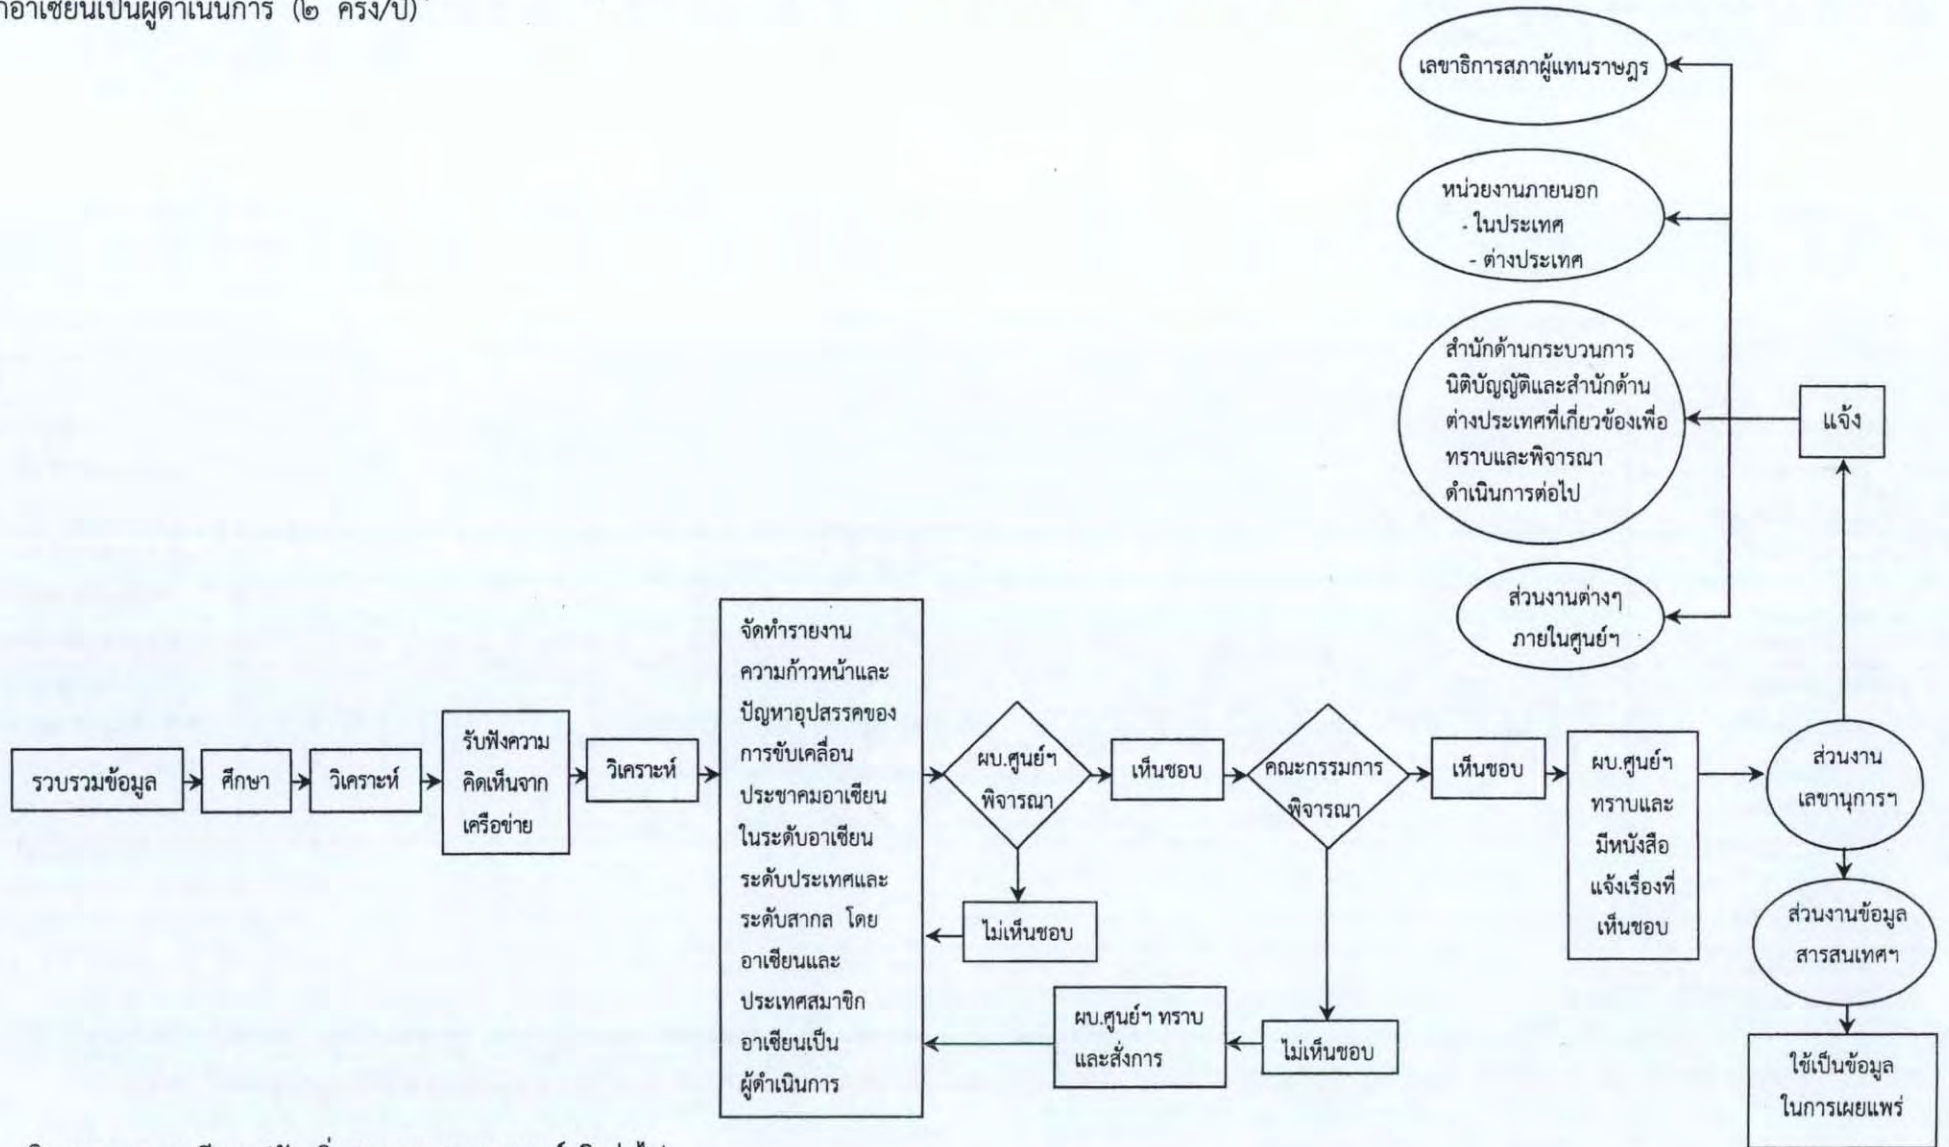 กอาเซียนเป็นผู้ดำเนินการ (๒ ครั้ง/ปี)
เลขาธิการสภาผู้แทนราษฎร
หน่วยงานภายนอก
- ในประเทศ
- ต่างประเทศ
สำนักด้านกระบวนการ
นิติบัญญัติและสำนักด้าน
ต่างประเทศที่เกี่ยวข้องเพื่อ
ทราบและพิจารณา
ดำเนินการต่อไป
แจ้ง
ส่วนงานต่างๆ
ภายในศูนย์ฯ
รวบรวมข้อมูล
ศึกษา
วิเคราะห์
รับฟังความ
คิดเห็นจาก
เครือข่าย
วิเคราะห์
จัดทำรายงาน
ความก้าวหน้าและ
ปัญหาอุปสรรคของ
การขับเคลื่อน
ประชาคมอาเซียน
ในระดับอาเซียน
ระดับประเทศและ
ระดับสากล โดย
อาเซียนและ
ประเทศสมาชิก
อาเซียนเป็น
ผู้ดำเนินการ
ผบ.ศูนย์ฯ
พิจารณา
เห็นชอบ
คณะกรรมการ
พิจารณา
เห็นชอบ
ผบ.ศูนย์ฯ
ทราบและ
มีหนังสือ
แจ้งเรื่องที่
เห็นชอบ
ส่วนงาน
เลขานุการฯ
ไม่เห็นชอบ
ส่วนงานข้อมูล
สารสนเทศฯ
ผบ.ศูนย์ฯ ทราบ
และสั่งการ
ไม่เห็นชอบ
ใช้เป็นข้อมูล
ในการเผยแพร่